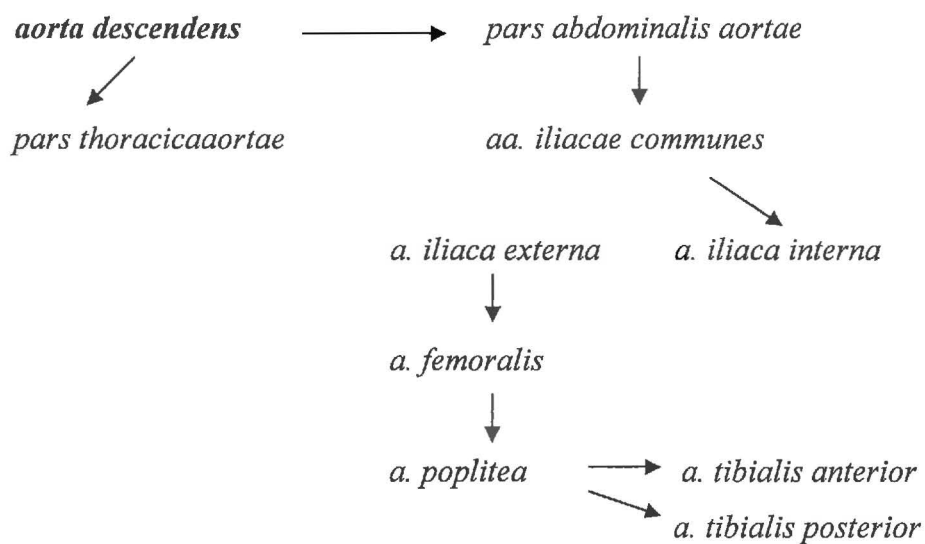 aorta descendens pars abdominalis aortae
pars thoracicaaortae aa. iliacae communes
a. iliaca externa a. iliaca interna
a. femoralis
a. poplitea a. tibialis anterior
a. tibialis posterior